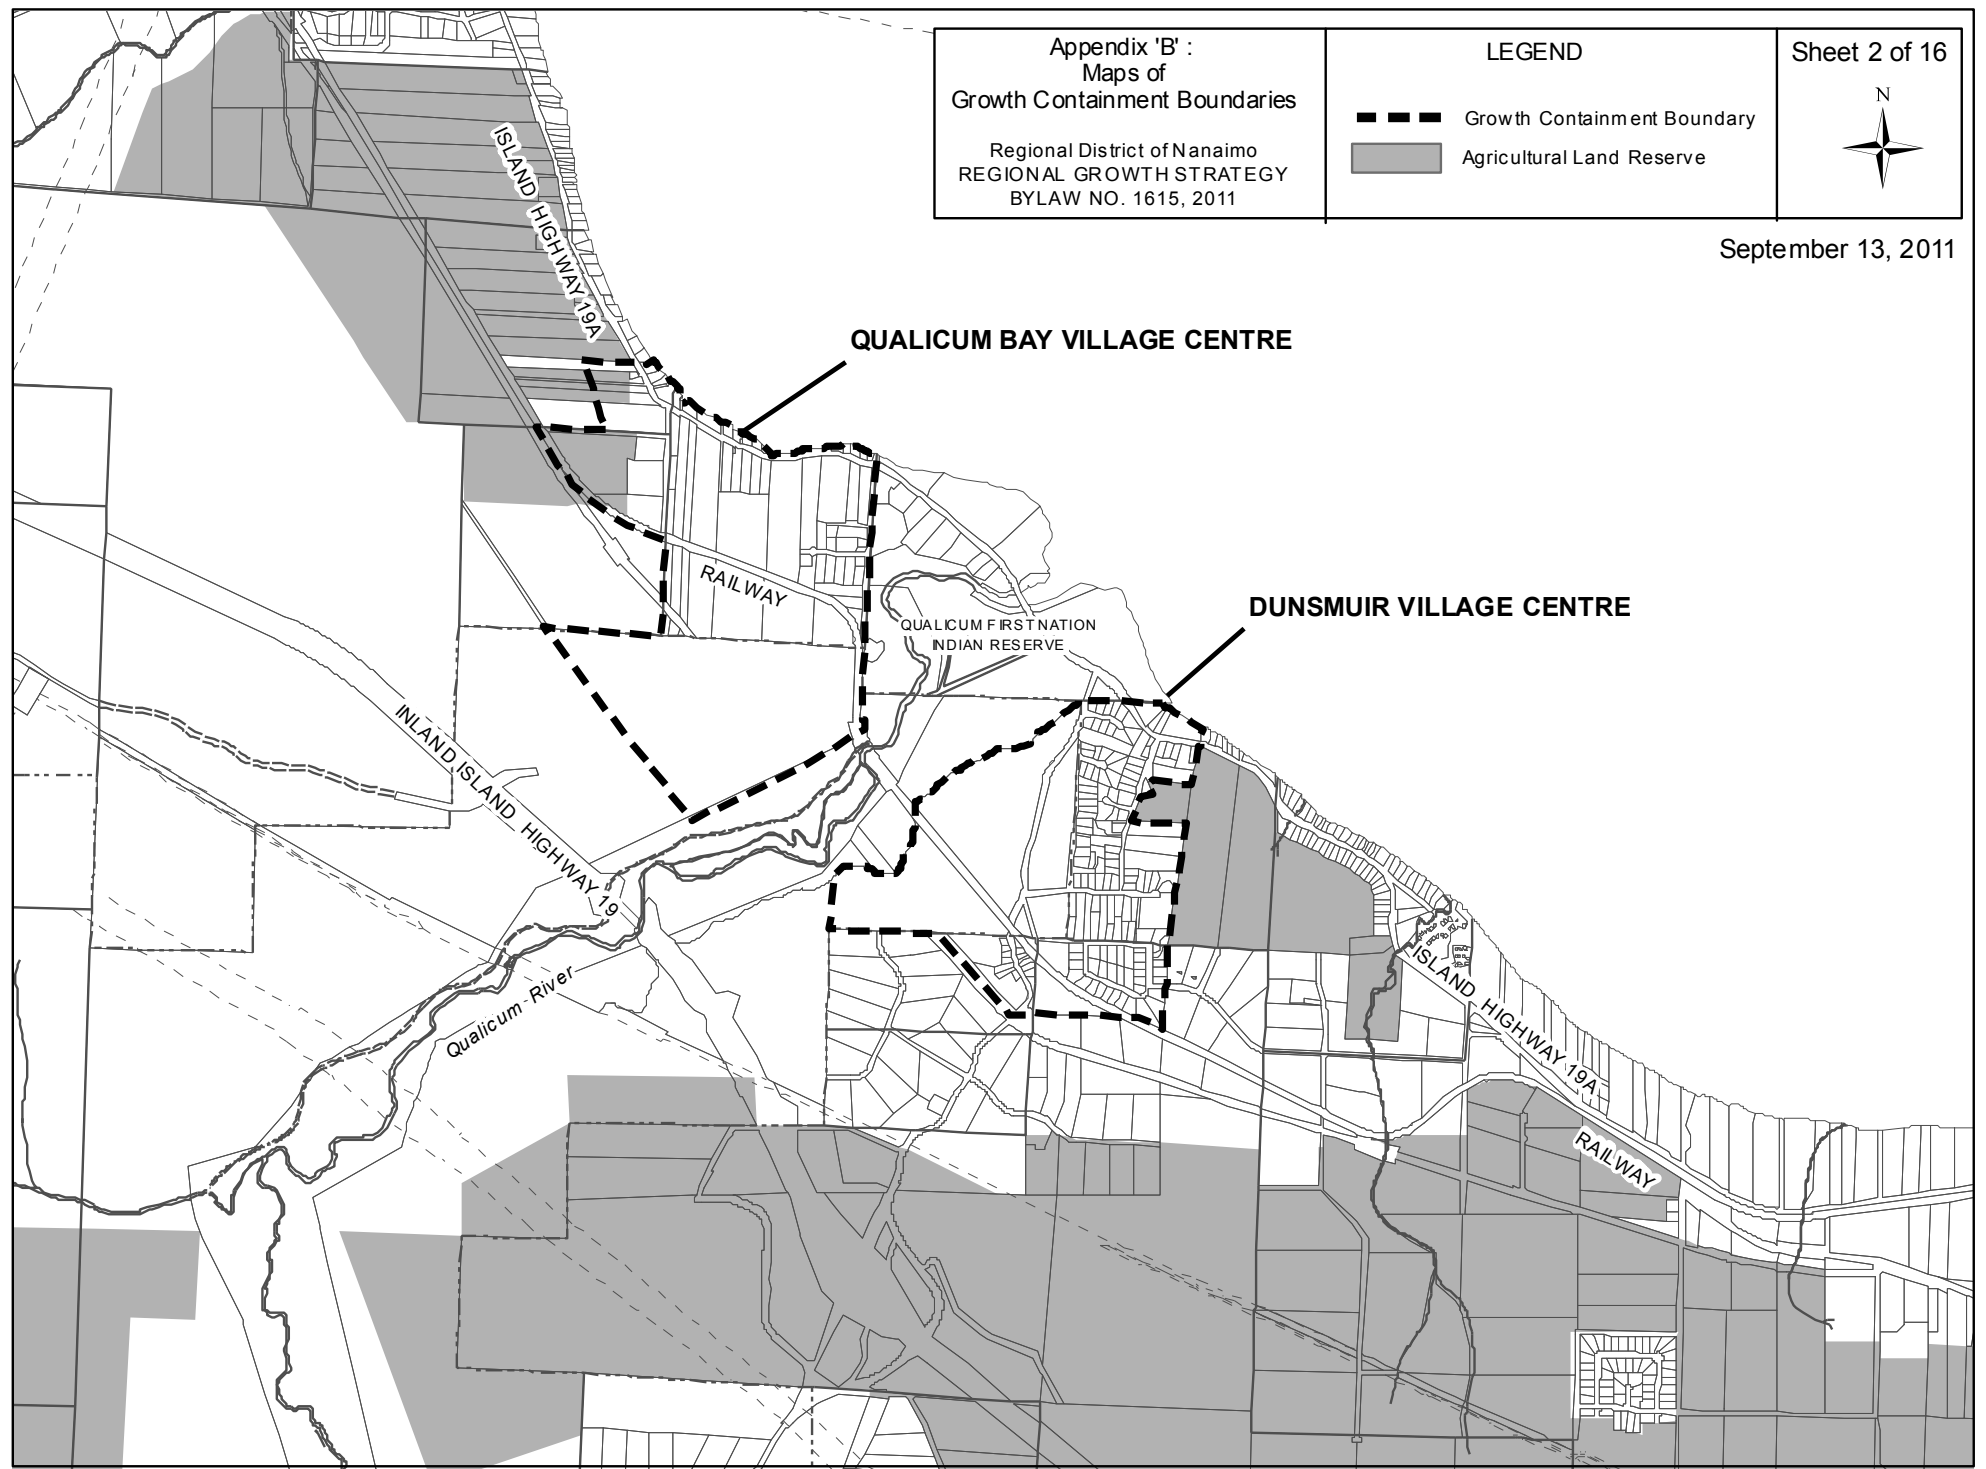 Appendix 'B' :
Maps of
Growth Containment Boundaries
Regional District of Nanaimo
REGIONAL GROWTH STRATEGY
BYLAW NO. 1615, 2011
LEGEND
Growth Containment Boundary
Agricultural Land Reserve
Sheet 2 of 16
N
September 13, 2011
ISLAND HIGHWAY 19A
QUALICUM BAY VILLAGE CENTRE
RAILWAY
DUNSMUIR VILLAGE CENTRE
QUALICUM FIRST NATION
INDIAN RESERVE
INLAND ISLAND HIGHWAY 19
Qualicum River
ISLAND HIGHWAY 19A
RAILWAY